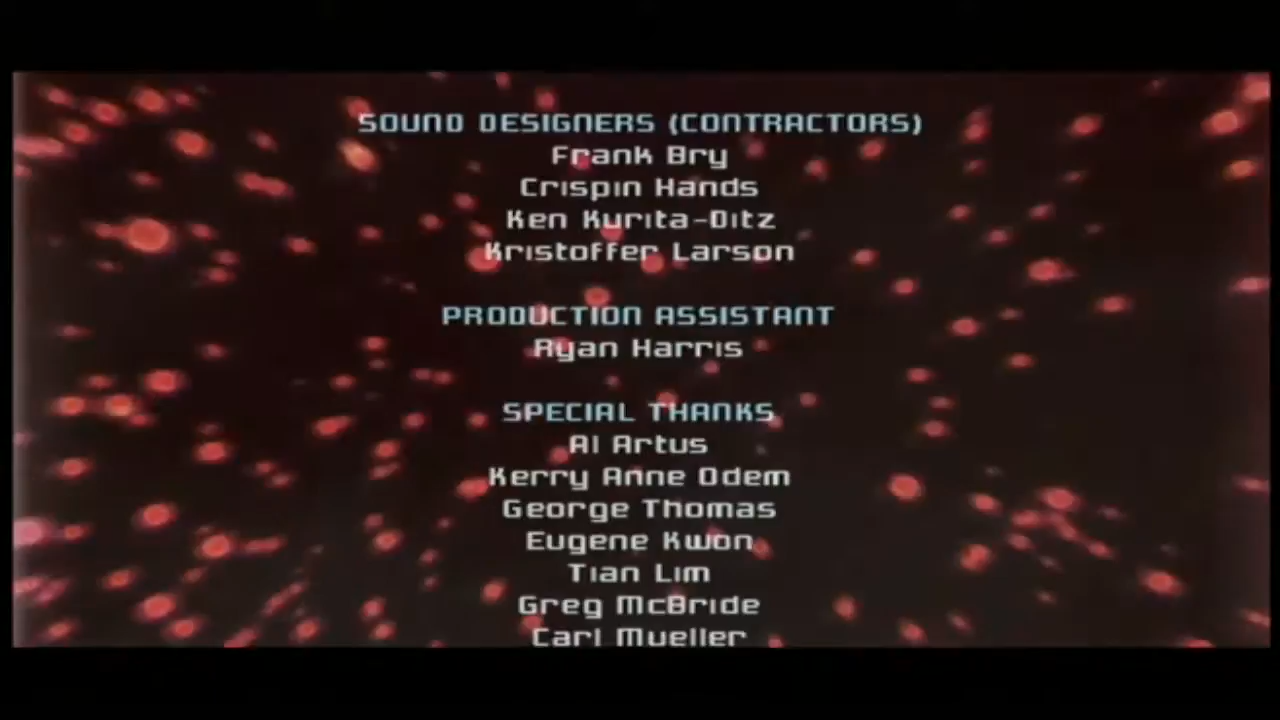 SOUND DESIGNERS (CONTRACTORS)
Frank Bry
Crispin Hands
Ken Kurita-Ditz
Kristoffer Larson
PRODUCTION ASSISTANT
Ryan Harris
SPECIAL THANKS
Al Artus
Kerry Anne Odem
George Thomas
Eugene Kwon
Tian Lim
Greg McBride
Carl Mueller